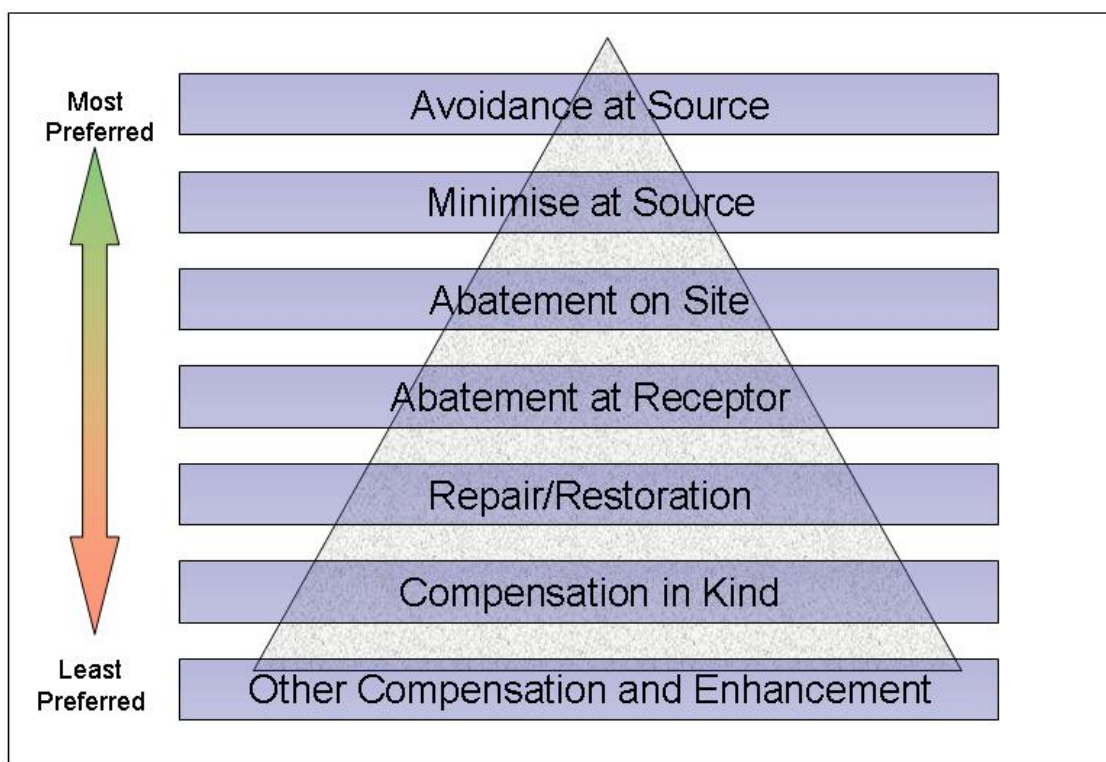 Most
Preferred
Avoidance at Source
Minimise at Source
Abatement on Site
Abatement at Receptor
Repair/Restoration
Compensation in Kind
Least
Preferred
Other Compensation and Enhancement